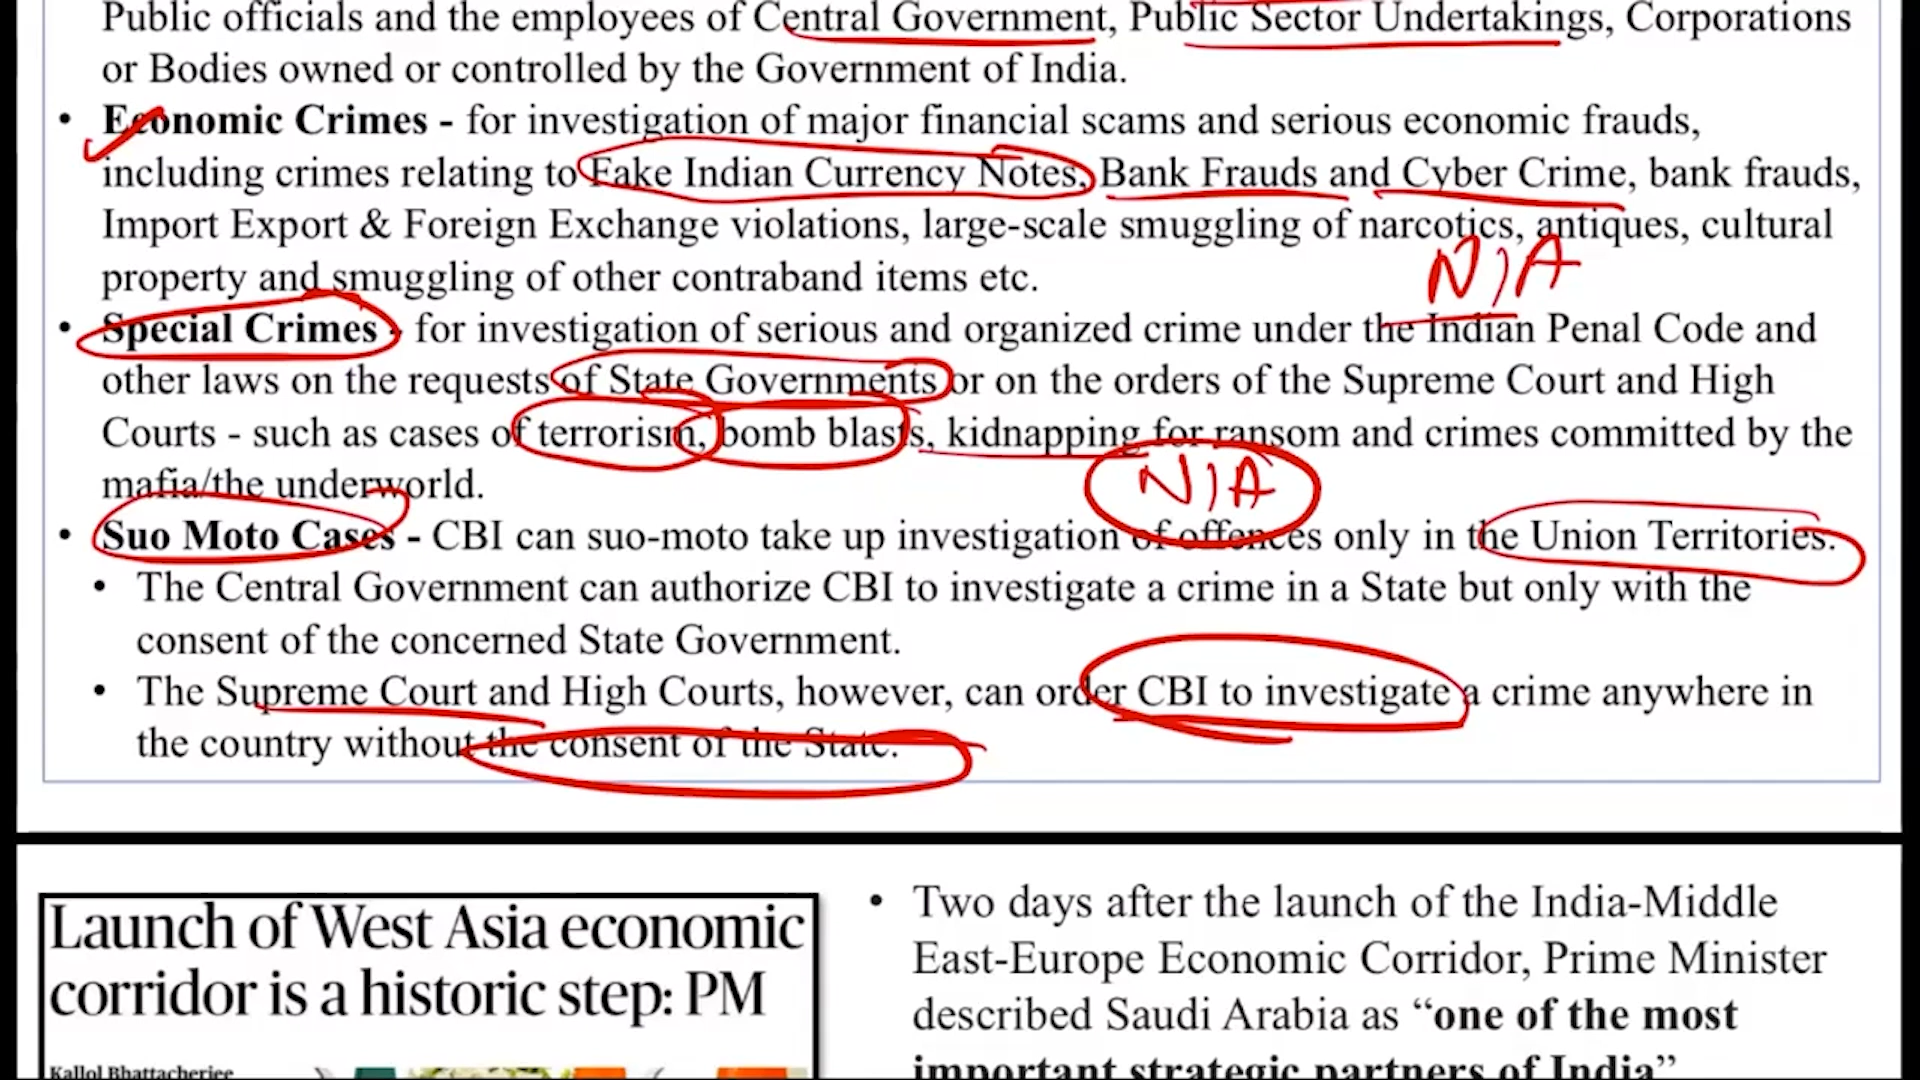 Public officials and the employees of Central Government, Public Sector Undertakings, Corporations
or Bodies owned or controlled by the Government of India.
• Economic Crimes - for investigation of major financial scams and serious economic frauds,
including crimes relating to Fake Indian Currency Notes, Bank Frauds and Cyber Crime, bank frauds,
Import Export & Foreign Exchange violations, large-scale smuggling of narcotics, antiques, cultural
property and smuggling of other contraband items etc.
NIA
• Special Crimes - for investigation of serious and organized crime under the Indian Penal Code and
other laws on the requests of State Governments or on the orders of the Supreme Court and High
Courts - such as cases of terrorism, bomb blasts, kidnapping for ransom and crimes committed by the
mafia/the underworld.
NIA
• Suo Moto Cases - CBI can suo-moto take up investigation of offences only in the Union Territories.
• The Central Government can authorize CBI to investigate a crime in a State but only with the
consent of the concerned State Government.
• The Supreme Court and High Courts, however, can order CBI to investigate a crime anywhere in
the country without the consent of the State.
Launch of West Asia economic
corridor is a historic step: PM
Kallol Bhattacherjee
• Two days after the launch of the India-Middle
East-Europe Economic Corridor, Prime Minister
described Saudi Arabia as “one of the most
important strategic partners of India”